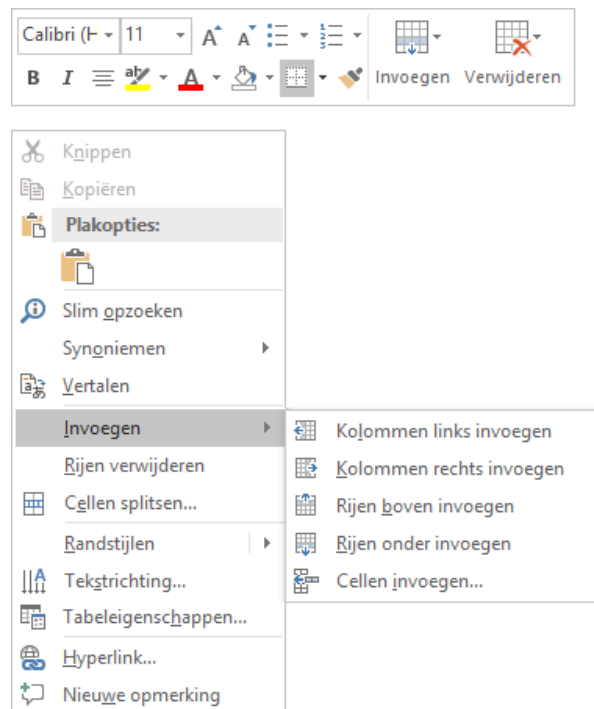 Calibri (F 11 A A
B I ab A Invoegen Verwijderen
Knippen
Kopiëren
Plakopties:
Slim opzoeken
Synoniemen
Vertalen
Invoegen
Rijen verwijderen
Cellen splitsen...
Randstijlen
Tekstrichting...
Tabeleigenschappen...
Hyperlink...
Nieuwe opmerking
Kolommen links invoegen
Kolommen rechts invoegen
Rijen boven invoegen
Rijen onder invoegen
Cellen invoegen...